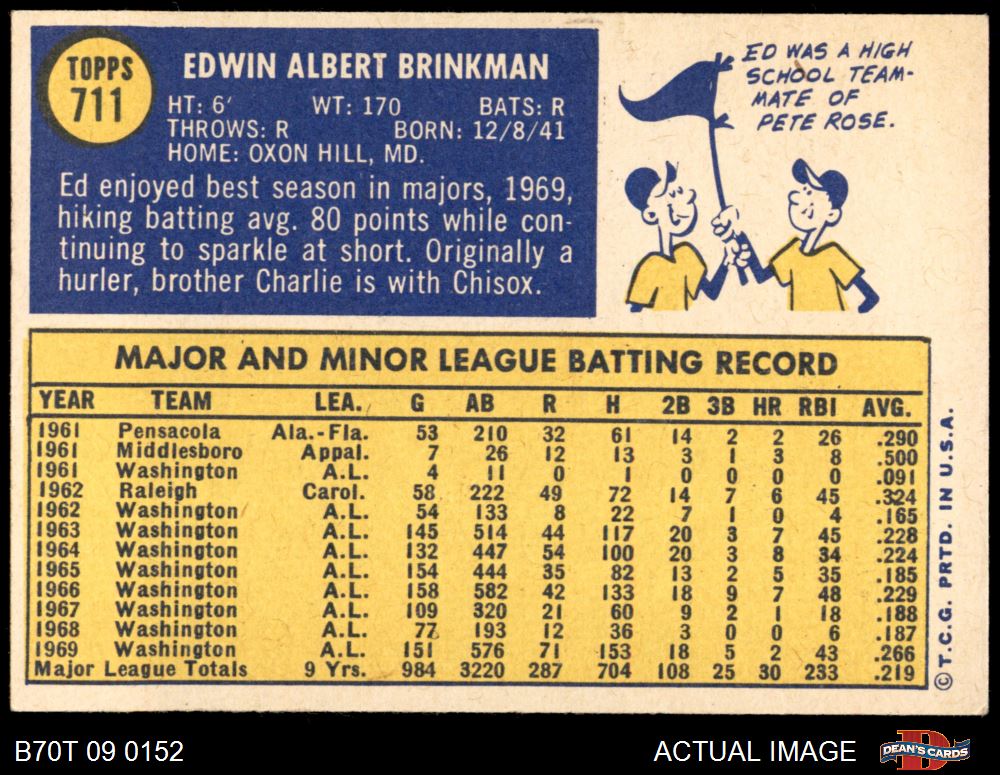 TOPPS
711
EDWIN ALBERT BRINKMAN
HT: 6' WT: 170 BATS: R
THROWS: R BORN: 12/8/41
HOME: OXON HILL, MD.
Ed enjoyed best season in majors, 1969,
hiking batting avg. 80 points while con-
tinuing to sparkle at short. Originally a
hurler, brother Charlie is with Chisox.
ED WAS A HIGH
SCHOOL TEAM-
MATE OF
PETE ROSE.
MAJOR AND MINOR LEAGUE BATTING RECORD
YEAR TEAM LEA. G AB R H 2B 3B HR RBI AVG.
1961 Pensacola Ala.-Fla. 53 210 32 61 14 2 2 26 .290
1961 Middlesboro Appal. 7 26 12 13 3 1 3 8 .500
1961 Washington A.L. 4 11 0 1 0 0 0 0 .091
1962 Raleigh Carol. 58 222 49 72 14 7 6 45 .324
1962 Washington A.L. 54 133 8 22 7 1 0 4 .165
1963 Washington A.L. 145 514 44 117 20 3 7 45 .228
1964 Washington A.L. 132 447 54 100 20 3 8 34 .224
1965 Washington A.L. 154 444 35 82 13 2 5 35 .185
1966 Washington A.L. 158 582 42 133 18 9 7 48 .229
1967 Washington A.L. 109 320 21 60 9 2 1 18 .188
1968 Washington A.L. 77 193 12 36 3 0 0 6 .187
1969 Washington A.L. 151 576 71 153 18 5 2 43 .266
Major League Totals 9 Yrs. 984 3220 287 704 108 25 30 233 .219
©T.C.G. PRTD. IN U.S.A.
B70T 09 0152
ACTUAL IMAGE
DEAN'S CARDS